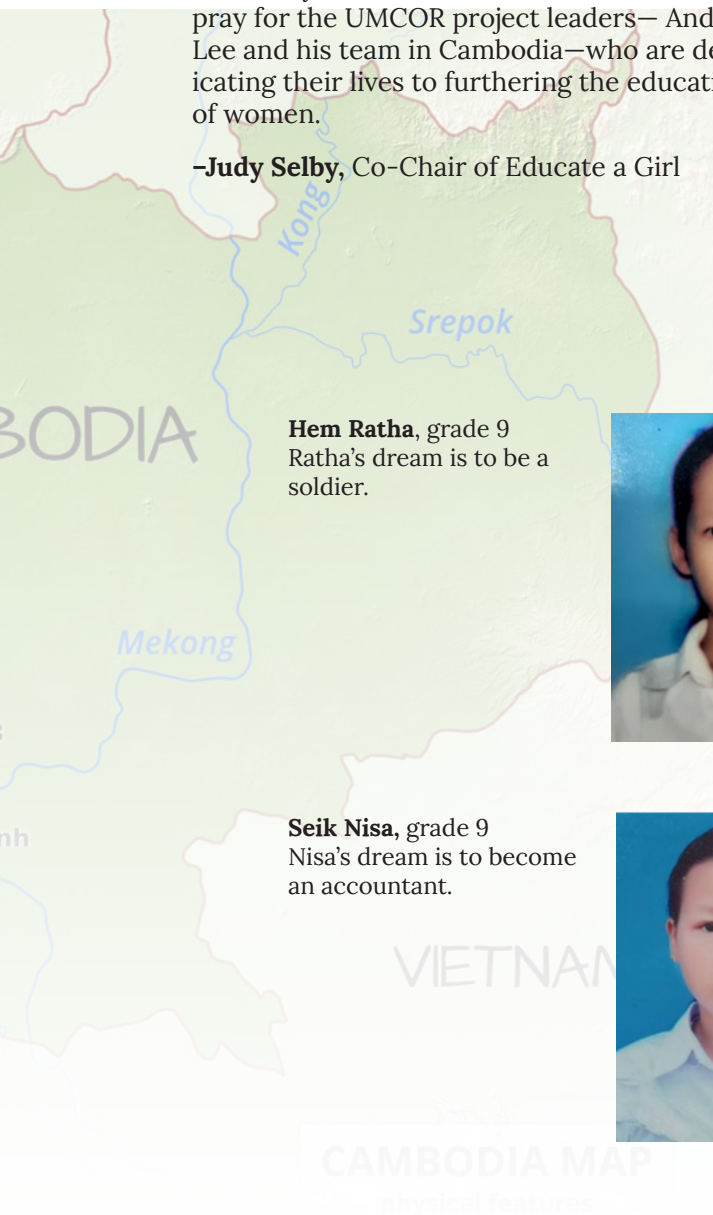 pray for the UMCOR project leaders— And
Lee and his team in Cambodia—who are de
icating their lives to furthering the educati
of women.
–Judy Selby, Co-Chair of Educate a Girl
Kong
Srepok
BODIA
Hem Ratha, grade 9
Ratha’s dream is to be a
soldier.
Mekong
nh
Seik Nisa, grade 9
Nisa’s dream is to become
an accountant.
VIETNAM
CAMBODIA MAP
physical features